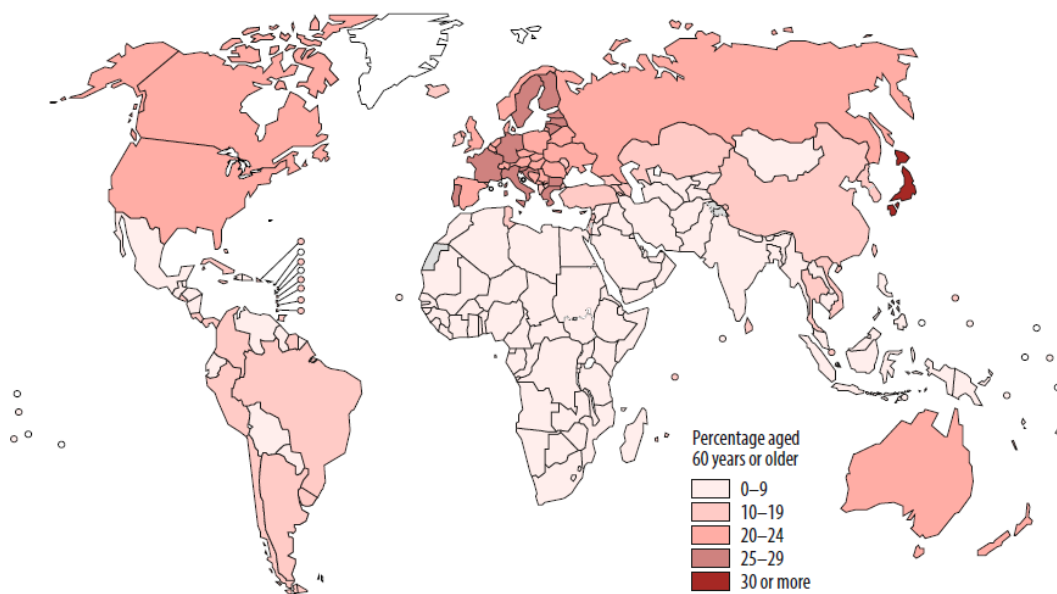 Percentage aged
60 years or older
0–9
10–19
20–24
25–29
30 or more